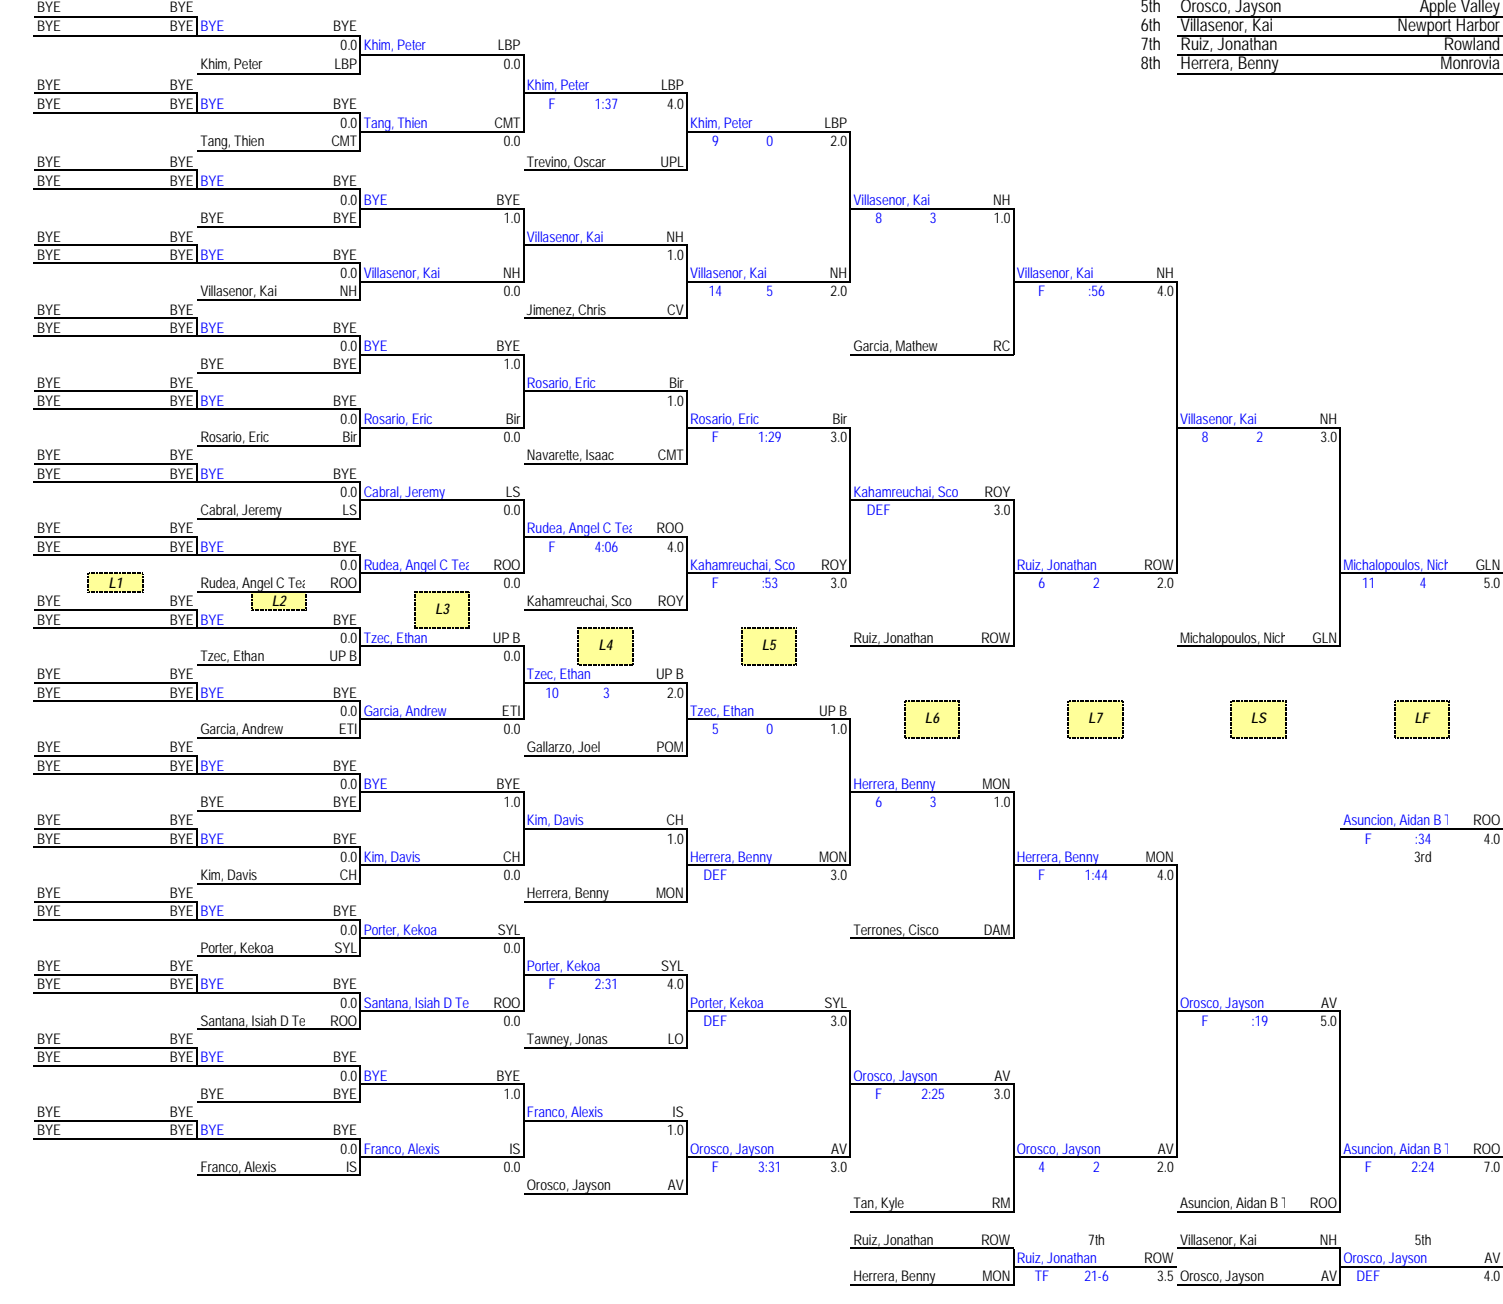 BYE BYE 5th Orosco, Jayson Apple Valley
BYE BYE BYE BYE 6th Villasenor, Kai Newport Harbor
0.0 Khim, Peter LBP 7th Ruiz, Jonathan Rowland
Khim, Peter LBP 0.0 8th Herrera, Benny Monrovia
BYE BYE Khim, Peter LBP
BYE BYE BYE BYE F 1:37 4.0
0.0 Tang, Thien CMT Khim, Peter LBP
Tang, Thien CMT 0.0 9 0 2.0
BYE BYE Trevino, Oscar UPL
BYE BYE BYE BYE
0.0 BYE BYE Villasenor, Kai NH
BYE BYE 1.0 8 3 1.0
BYE BYE Villasenor, Kai NH
BYE BYE BYE BYE 1.0
0.0 Villasenor, Kai NH Villasenor, Kai NH Villasenor, Kai NH
Villasenor, Kai NH 0.0 14 5 2.0 F :56 4.0
BYE BYE Jimenez, Chris CV
BYE BYE BYE BYE
0.0 BYE BYE Garcia, Mathew RC
BYE BYE 1.0
BYE BYE Rosario, Eric Bir
BYE BYE BYE BYE 1.0
0.0 Rosario, Eric Bir Rosario, Eric Bir Villasenor, Kai NH
Rosario, Eric Bir 0.0 F 1:29 3.0 8 2 3.0
BYE BYE Navarette, Isaac CMT
BYE BYE BYE BYE
0.0 Cabral, Jeremy LS Kahamreuchai, Sco ROY
Cabral, Jeremy LS 0.0 DEF 3.0
BYE BYE Rudea, Angel C Tea ROO
BYE BYE BYE BYE F 4:06 4.0
0.0 Rudea, Angel C Tea ROO Kahamreuchai, Sco ROY Ruiz, Jonathan ROW Michalopoulos, Nich GLN
L1 Rudea, Angel C Tea ROO 0.0 F :53 3.0 6 2 2.0 11 4 5.0
BYE BYE L2 L3 Kahamreuchai, Sco ROY
BYE BYE BYE BYE
0.0 Tzec, Ethan UP B L4 L5 Ruiz, Jonathan ROW Michalopoulos, Nich GLN
Tzec, Ethan UP B 0.0
BYE BYE Tzec, Ethan UP B
BYE BYE BYE BYE 10 3 2.0
0.0 Garcia, Andrew ETI Tzec, Ethan UP B L6 L7 LS LF
Garcia, Andrew ETI 0.0 5 0 1.0
BYE BYE Gallarzo, Joel POM
BYE BYE BYE BYE
0.0 BYE BYE Herrera, Benny MON
BYE BYE 1.0 6 3 1.0
BYE BYE Kim, Davis CH Asuncion, Aidan B T ROO
BYE BYE BYE BYE 1.0 F :34 4.0
0.0 Kim, Davis CH Herrera, Benny MON Herrera, Benny MON 3rd
Kim, Davis CH 0.0 DEF 3.0 F 1:44 4.0
BYE BYE Herrera, Benny MON
BYE BYE BYE BYE
0.0 Porter, Kekoa SYL Terrones, Cisco DAM
Porter, Kekoa SYL 0.0
BYE BYE Porter, Kekoa SYL
BYE BYE BYE BYE F 2:31 4.0
0.0 Santana, Isiah D Te ROO Porter, Kekoa SYL Orosco, Jayson AV
Santana, Isiah D Te ROO 0.0 DEF 3.0 F :19 5.0
BYE BYE Tawney, Jonas LO
BYE BYE BYE BYE
0.0 BYE BYE Orosco, Jayson AV
BYE BYE 1.0 F 2:25 3.0
BYE BYE Franco, Alexis IS
BYE BYE BYE BYE 1.0
0.0 Franco, Alexis IS Orosco, Jayson AV Orosco, Jayson AV Asuncion, Aidan B T ROO
Franco, Alexis IS 0.0 F 3:31 3.0 4 2 2.0 F 2:24 7.0
Orosco, Jayson AV
Tan, Kyle RM Asuncion, Aidan B T ROO
Ruiz, Jonathan ROW 7th Villasenor, Kai NH 5th
Ruiz, Jonathan ROW Orosco, Jayson AV
Herrera, Benny MON TF 21-6 3.5 Orosco, Jayson AV DEF 4.0